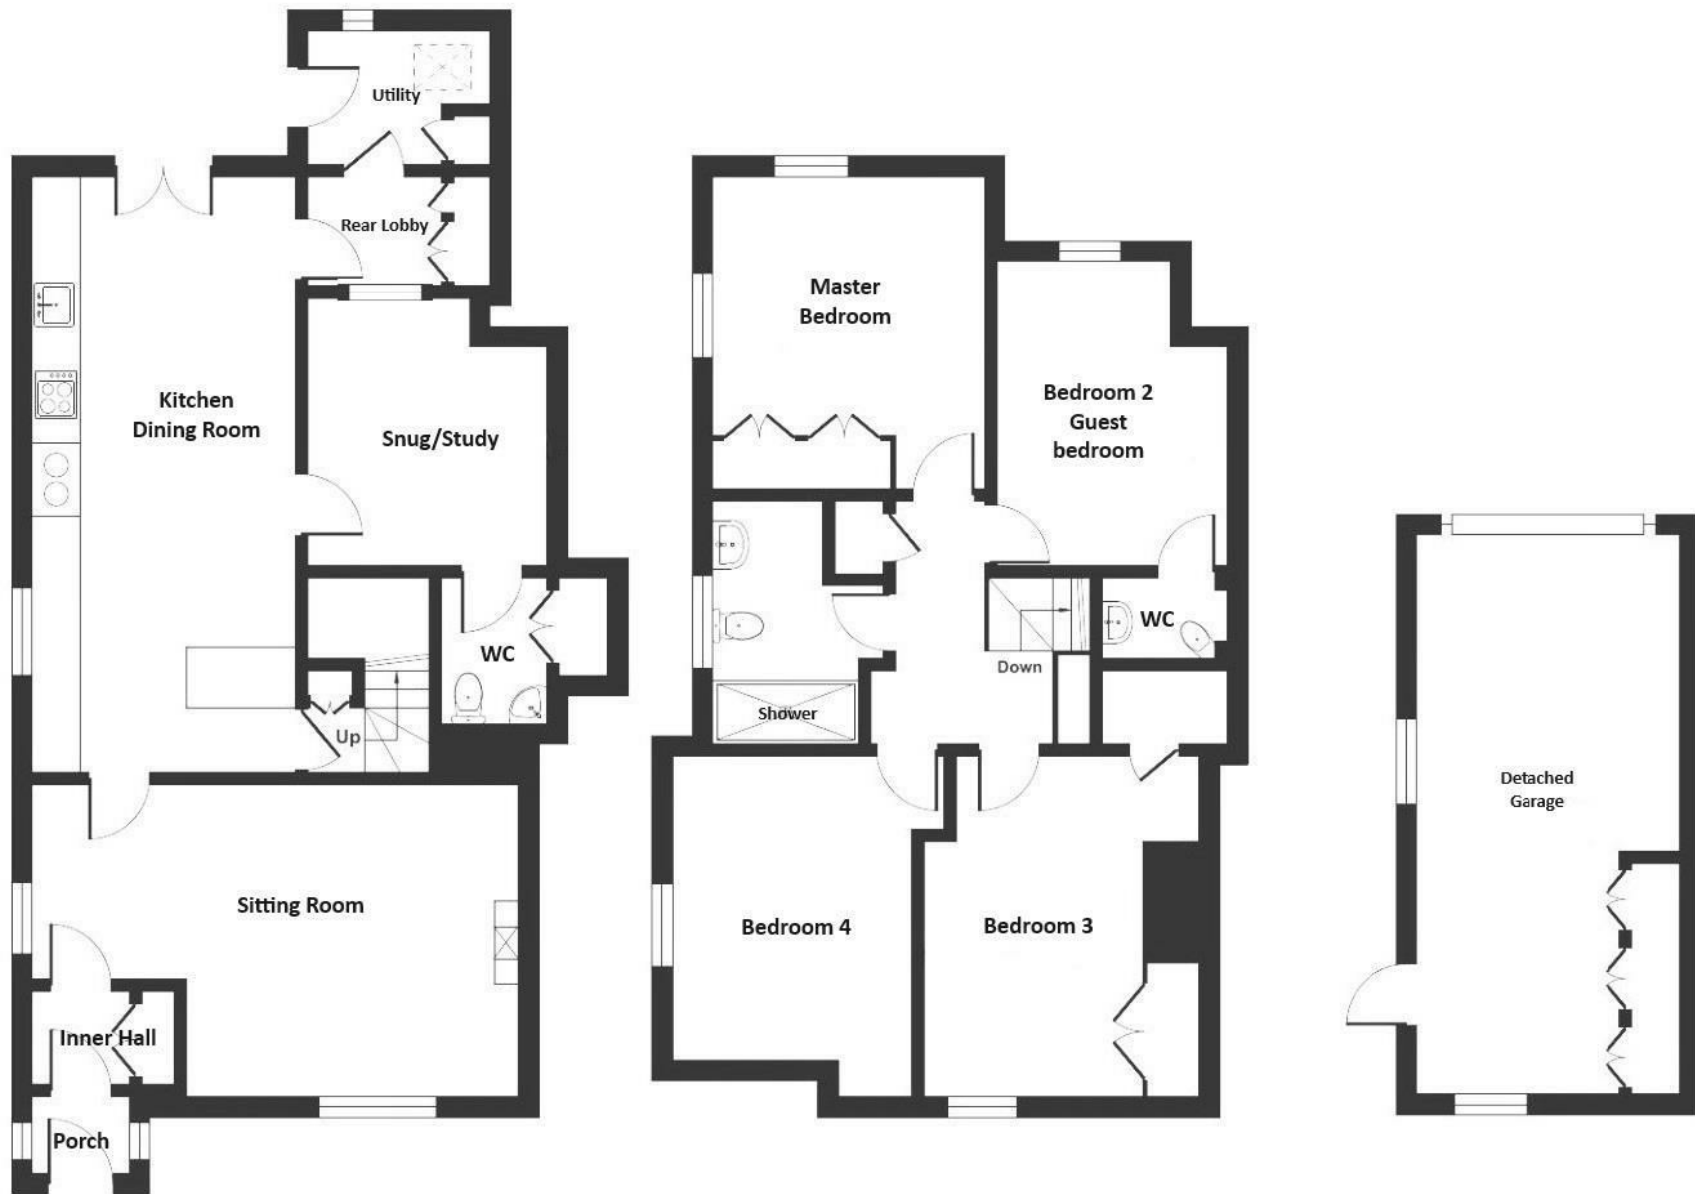 Utility
Rear Lobby
Kitchen
Dining Room
Snug/Study
WC
Up
Sitting Room
Inner Hall
Porch
Master
Bedroom
Bedroom 2
Guest
bedroom
WC
Down
Shower
Bedroom 4
Bedroom 3
Detached
Garage